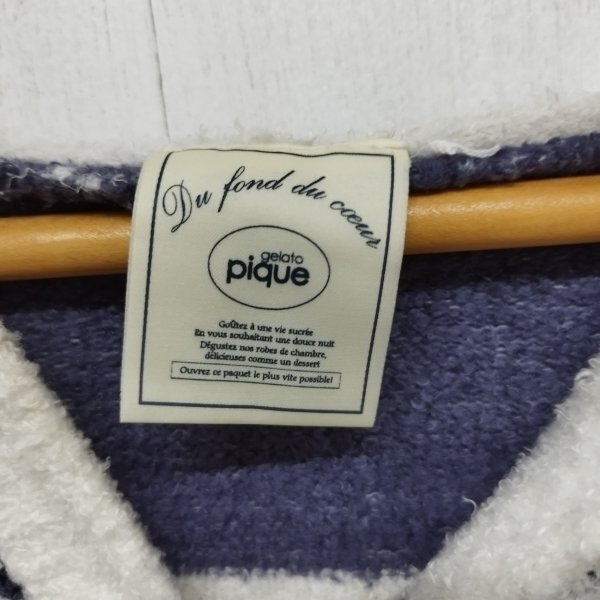 Du fond du cœur
gelato
pique
Goûtez à une vie sucrée
En vous souhaitant une douce nuit
Dégustez nos robes de chambre,
délicieuses comme un dessert
Ouvrez ce paquet le plus vite possible!